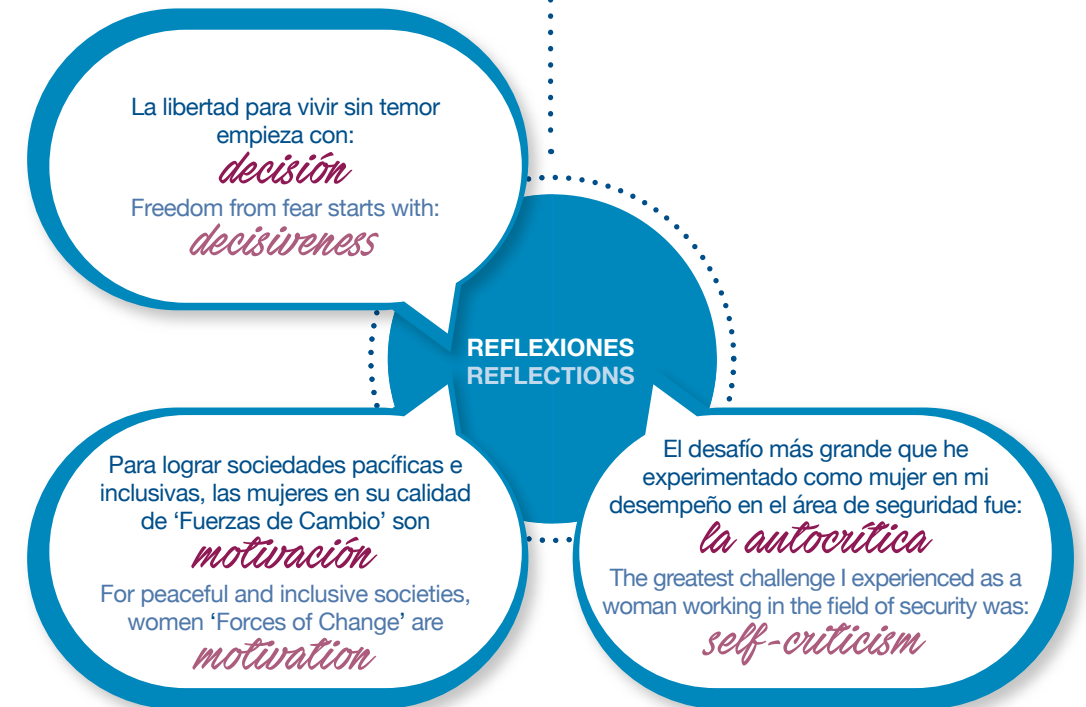 La libertad para vivir sin temor
empieza con:
decisión
Freedom from fear starts with:
decisiveness
REFLEXIONES
REFLECTIONS
Para lograr sociedades pacíficas e
inclusivas, las mujeres en su calidad
de ‘Fuerzas de Cambio’ son
motivación
For peaceful and inclusive societies,
women ‘Forces of Change’ are
motivation
El desafío más grande que he
experimentado como mujer en mi
desempeño en el área de seguridad fue:
la autocrítica
The greatest challenge I experienced as a
woman working in the field of security was:
self-criticism